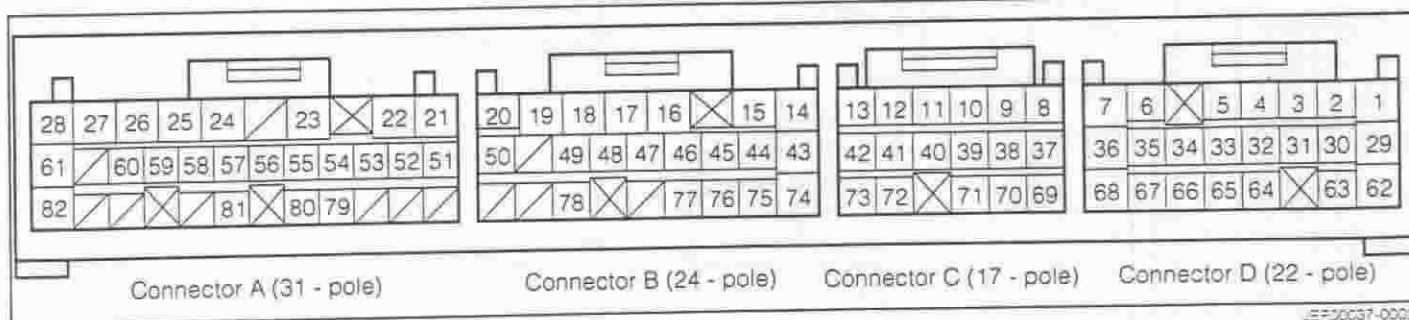 28 27 26 25 24 23 22 21 20 19 18 17 16 15 14 13 12 11 10 9 8 7 6 5 4 3 2 1
61 60 59 58 57 56 55 54 53 52 51 50 49 48 47 46 45 44 43 42 41 40 39 38 37 36 35 34 33 32 31 30 29
82 81 80 79 78 77 76 75 74 73 72 71 70 69 68 67 66 65 64 63 62
Connector A (31 - pole) Connector B (24 - pole) Connector C (17 - pole) Connector D (22 - pole)